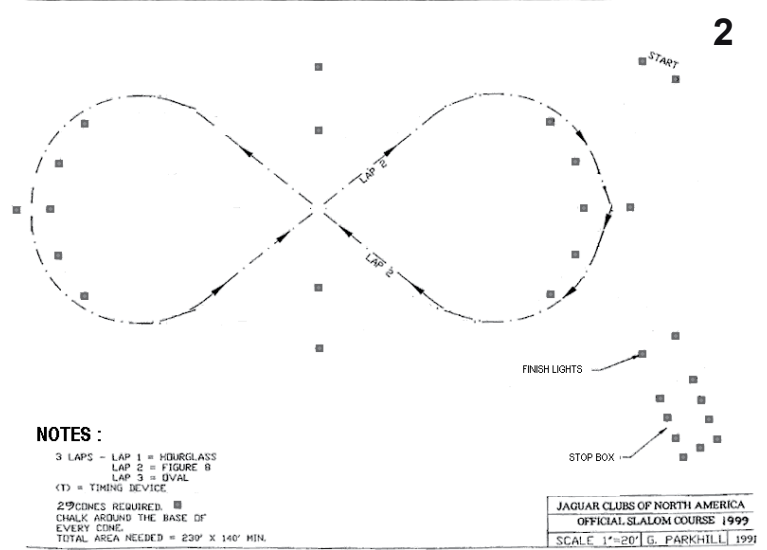 2
START
LAP 2
LAP 2
FINISH LIGHTS
STOP BOX
NOTES :
3 LAPS - LAP 1 = HOURGLASS
LAP 2 = FIGURE 8
LAP 3 = OVAL
(T) = TIMING DEVICE
29 CONES REQUIRED.
CHALK AROUND THE BASE OF
EVERY CONE.
TOTAL AREA NEEDED = 230' X 140' MIN.
JAGUAR CLUBS OF NORTH AMERICA
OFFICIAL SLALOM COURSE 1999
SCALE 1"=20' G. PARKHILL 1991